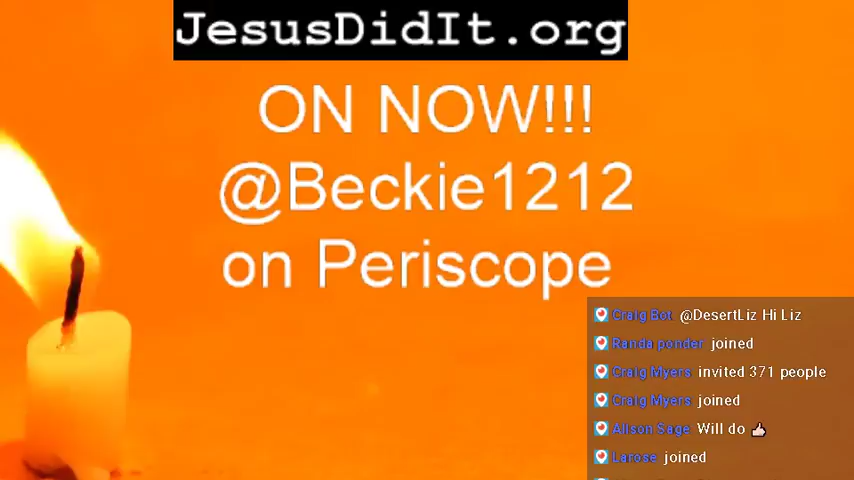 JesusDidIt.org
ON NOW!!!
@Beckie1212
on Periscope
Craig Bot @DesertLiz Hi Liz
Randa ponder joined
Craig Myers invited 371 people
Craig Myers joined
Alison Sage Will do 👍
Larose joined